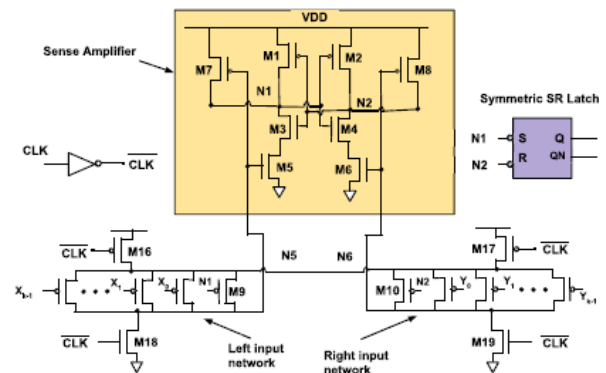 VDD
Sense Amplifier
M1
M2
M7
M8
N1
N2
M3
M4
M5
M6
Symmetric SR Latch
N1
S
Q
N2
R
QN
CLK
CLK
N5
N6
CLK
M16
M17
CLK
Xk-1
X1
X0
N1
M9
M10
N2
Y0
Y1
Yk-1
CLK
M18
Left input
network
Right input
network
M19
CLK